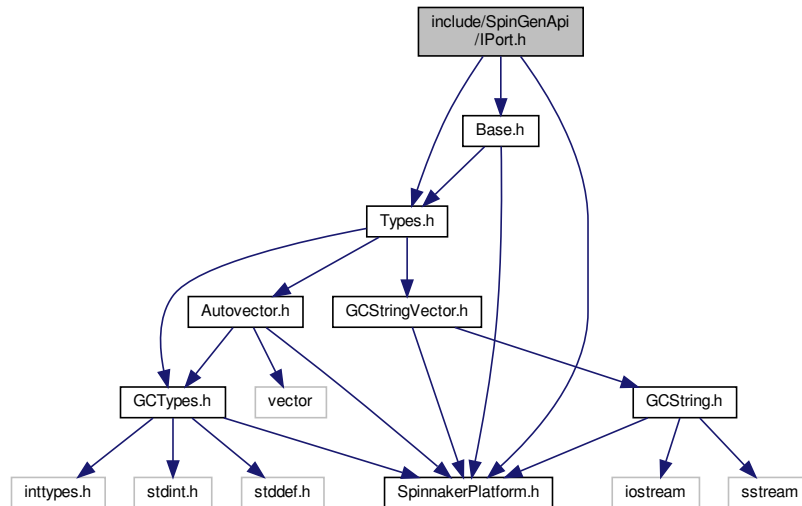 include/SpinGenApi
/IPort.h
Base.h
Types.h
Autovector.h
GCStringVector.h
GCTypes.h
vector
GCString.h
inttypes.h
stdint.h
stddef.h
SpinnakerPlatform.h
iostream
sstream